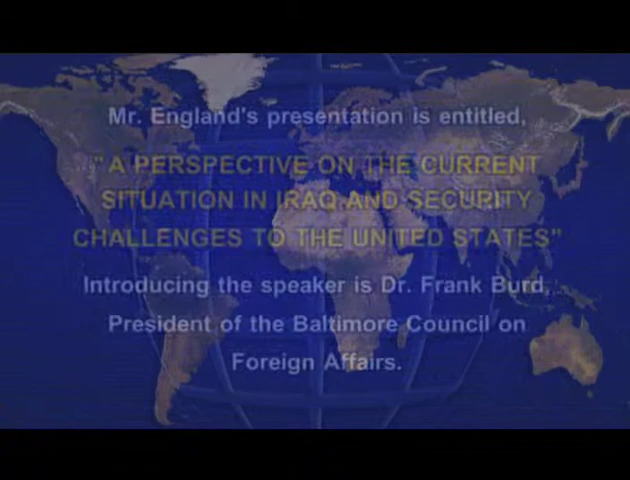 Mr. England's presentation is entitled,
"A PERSPECTIVE ON THE CURRENT
SITUATION IN IRAQ AND SECURITY
CHALLENGES TO THE UNITED STATES"
Introducing the speaker is Dr. Frank Burd,
President of the Baltimore Council on
Foreign Affairs.